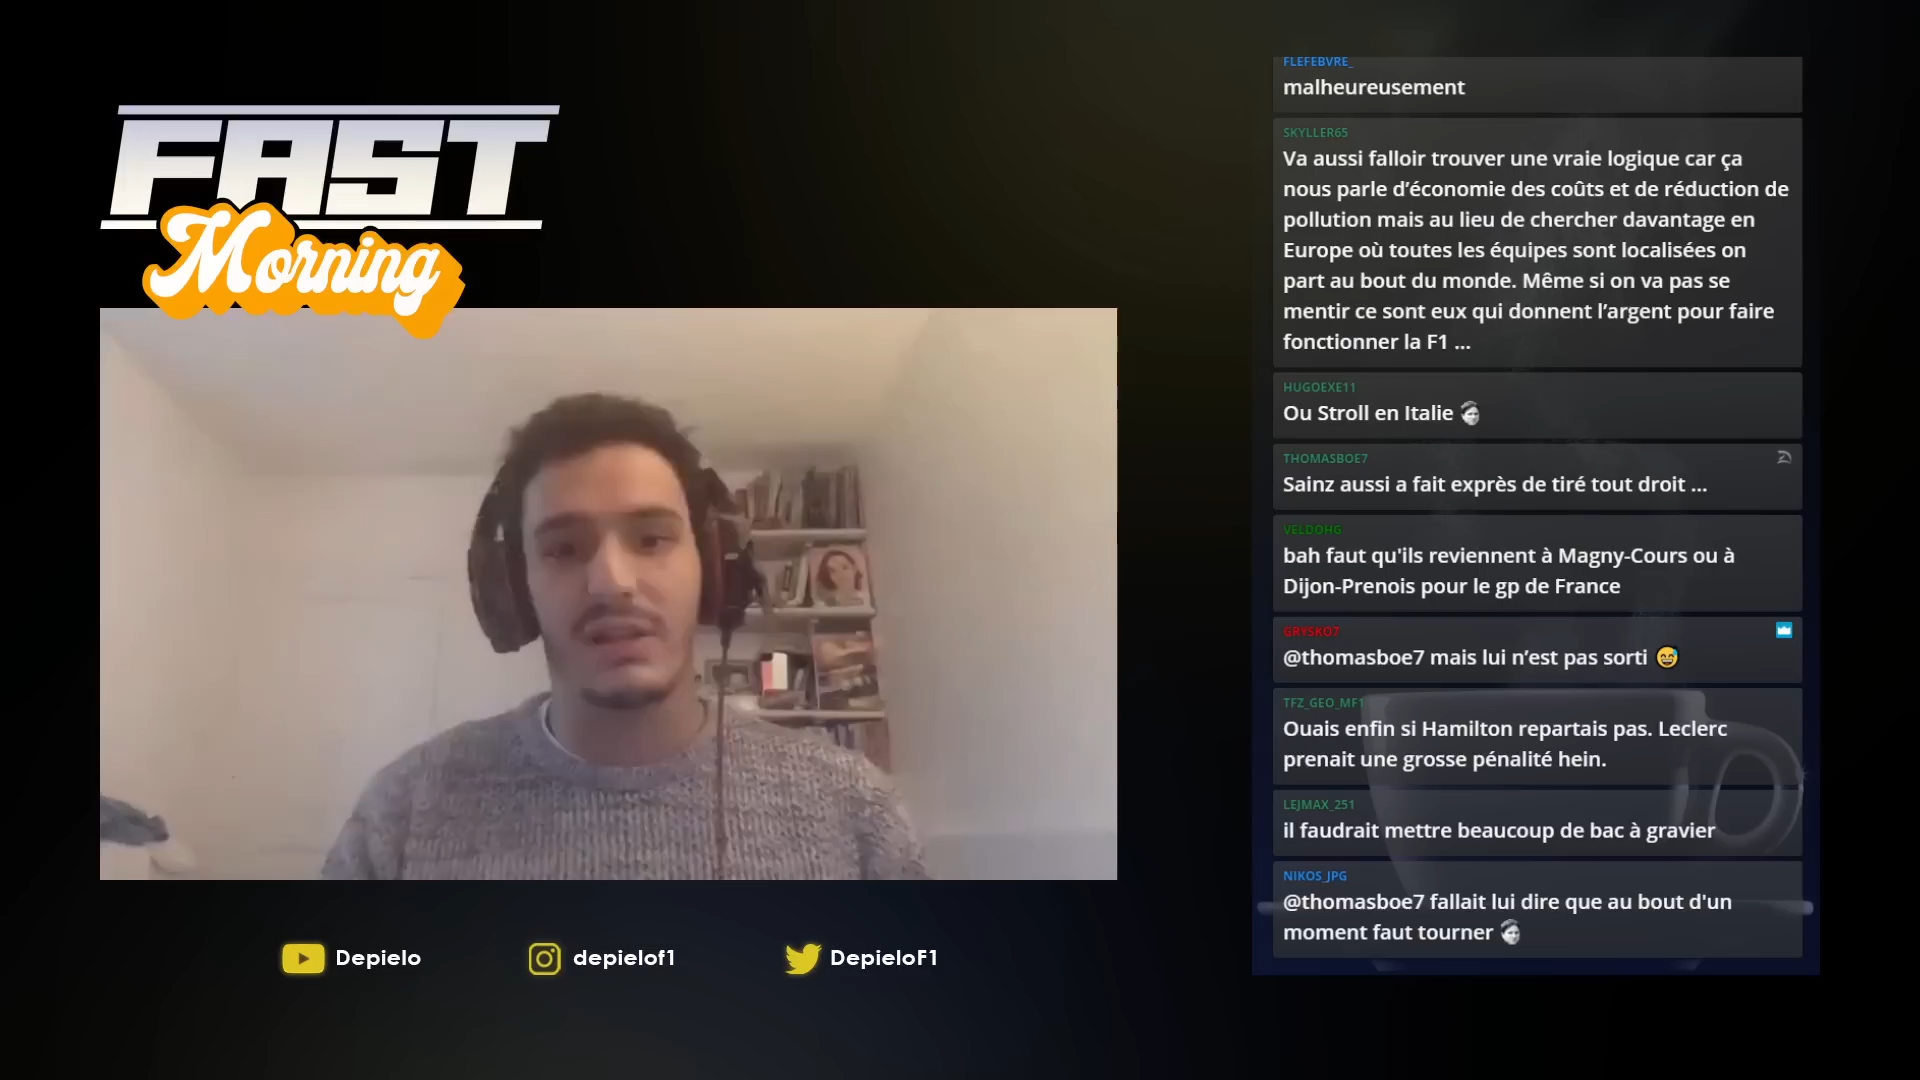 FAST
Morning
Depielo
depielof1
DepieloF1
FLEFEBVRE_
malheureusement
SKYLLER65
Va aussi falloir trouver une vraie logique car ça
nous parle d’économie des coûts et de réduction de
pollution mais au lieu de chercher davantage en
Europe où toutes les équipes sont localisées on
part au bout du monde. Même si on va pas se
mentir ce sont eux qui donnent l’argent pour faire
fonctionner la F1 ...
HUGOEXE11
Ou Stroll en Italie
THOMASBOE7
Sainz aussi a fait exprès de tiré tout droit ...
VELDOHG
bah faut qu'ils reviennent à Magny-Cours ou à
Dijon-Prenois pour le gp de France
GRYSKO7
@thomasboe7 mais lui n’est pas sorti 😅
TFZ_GEO_MF1
Ouais enfin si Hamilton repartais pas. Leclerc
prenait une grosse pénalité hein.
LEJMAX_251
il faudrait mettre beaucoup de bac à gravier
NIKOS_JPG
@thomasboe7 fallait lui dire que au bout d'un
moment faut tourner